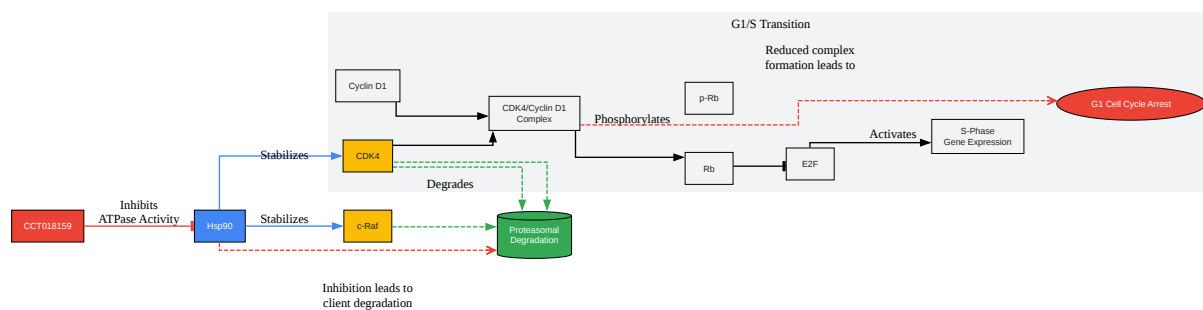 G1/S Transition
Reduced complex
formation leads to
Cyclin D1
p-Rb
G1 Cell Cycle Arrest
CDK4/Cyclin D1
Complex
Phosphorylates
Activates
S-Phase
Gene Expression
Stabilizes
CDK4
Rb
E2F
Degrades
Inhibits
ATPase Activity
CCT018159
Hsp90
Stabilizes
c-Raf
Proteasomal
Degradation
Inhibition leads to
client degradation